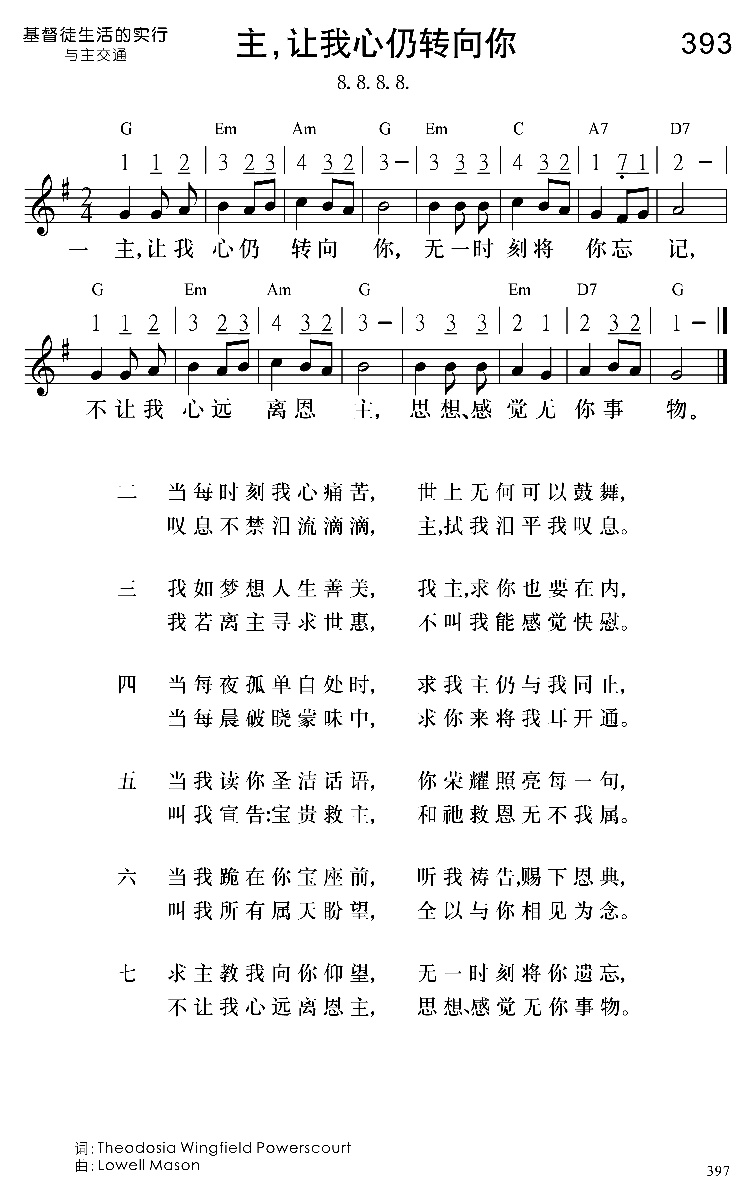 基督徒生活的实行
与主交通
主，让我心仍转向你
393
8. 8. 8. 8.
G Em Am G Em C A7 D7
1 1 2 | 3 2 3 | 4 3 2 | 3 – | 3 3 3 | 4 3 2 | 1 7 1 | 2 – |
2
4
一 主，让我心仍转向你，无一时刻将你忘记，
G Em Am G Em D7 G
1 1 2 | 3 2 3 | 4 3 2 | 3 – | 3 3 3 | 2 1 | 2 3 2 | 1 – ‖
不让我心远离恩主，思想、感觉无你事物。
二 当每时刻我心痛苦， 世上无何可以鼓舞，
叹息不禁泪流滴滴， 主，拭我泪平我叹息。
三 我如梦想人生善美， 我主，求你也要在内，
我若离主寻求世惠， 不叫我能感觉快慰。
四 当每夜孤单自处时， 求我主仍与我同止，
当每晨破晓蒙昧中， 求你来将我耳开通。
五 当我读你圣洁话语， 你荣耀照亮每一句，
叫我宣告：宝贵救主， 和祂救恩无不我属。
六 当我跪在你宝座前， 听我祷告，赐下恩典，
叫我所有属天盼望， 全以与你相见为念。
七 求主教我向你仰望， 无一时刻将你遗忘，
不让我心远离恩主， 思想、感觉无你事物。
词：Theodosia Wingfield Powerscourt
曲：Lowell Mason
397